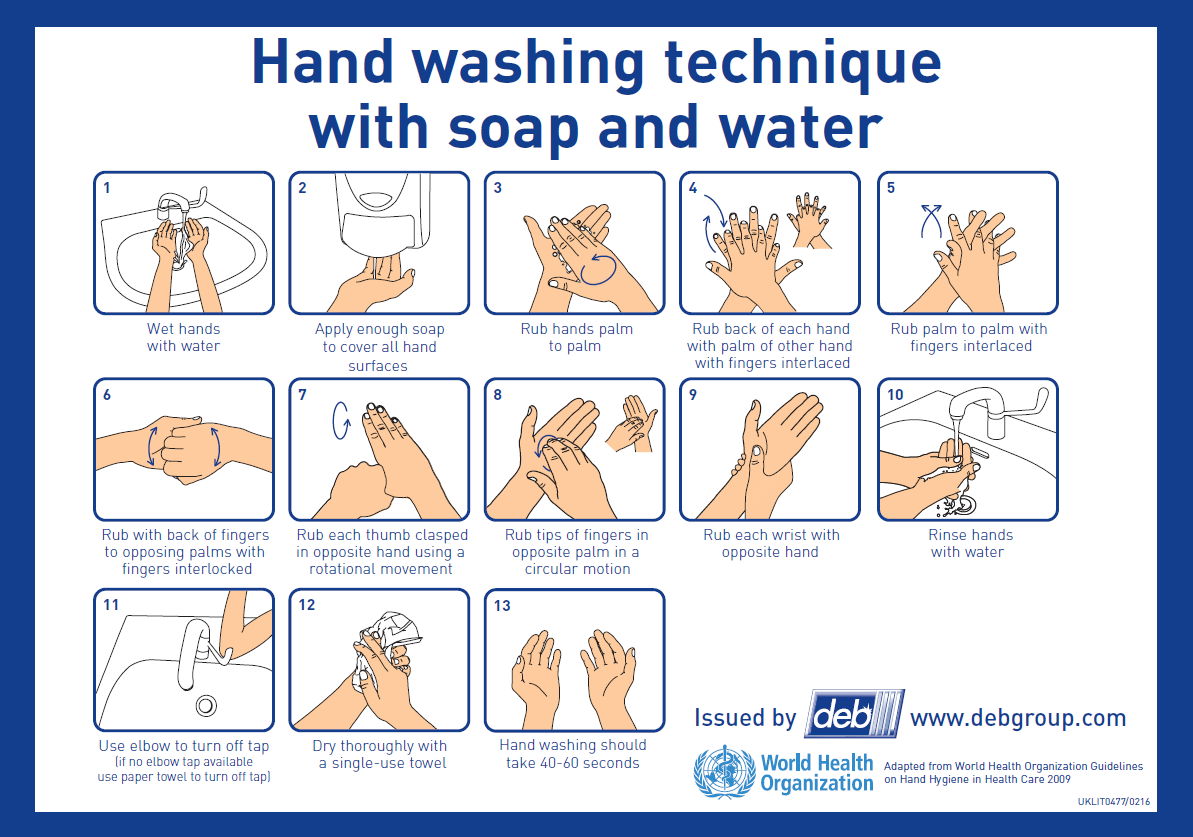 Hand washing technique
with soap and water
1
Wet hands
with water
2
Apply enough soap
to cover all hand
surfaces
3
Rub hands palm
to palm
4
Rub back of each hand
with palm of other hand
with fingers interlaced
5
Rub palm to palm with
fingers interlaced
6
Rub with back of fingers
to opposing palms with
fingers interlocked
7
Rub each thumb clasped
in opposite hand using a
rotational movement
8
Rub tips of fingers in
opposite palm in a
circular motion
9
Rub each wrist with
opposite hand
10
Rinse hands
with water
11
Use elbow to turn off tap
(if no elbow tap available
use paper towel to turn off tap)
12
Dry thoroughly with
a single-use towel
13
Hand washing should
take 40-60 seconds
Issued by deb www.debgroup.com
World Health
Organization
Adapted from World Health Organization Guidelines
on Hand Hygiene in Health Care 2009
UKLIT0477/0216